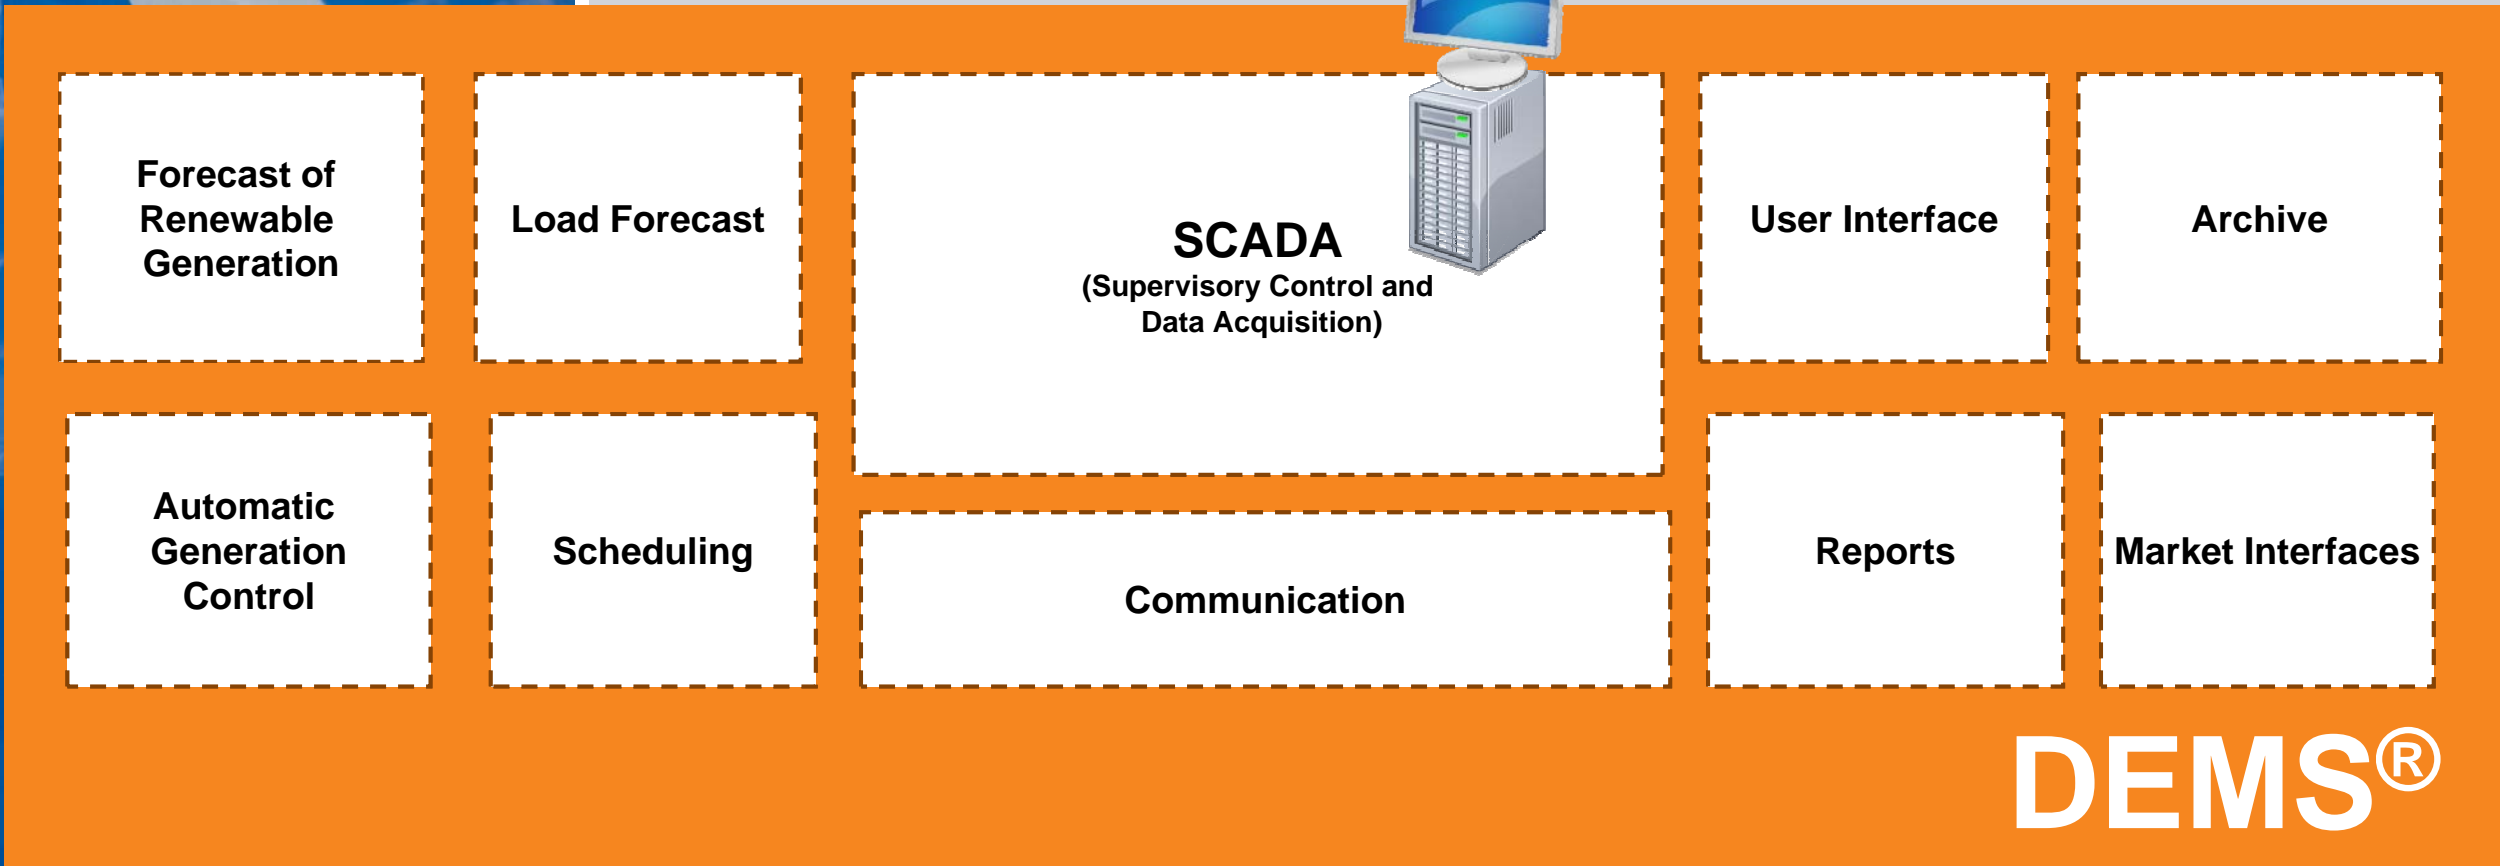 Forecast of
Renewable
Generation
Load Forecast
SCADA
(Supervisory Control and
Data Acquisition)
User Interface
Archive
Automatic
Generation
Control
Scheduling
Communication
Reports
Market Interfaces
DEMS®